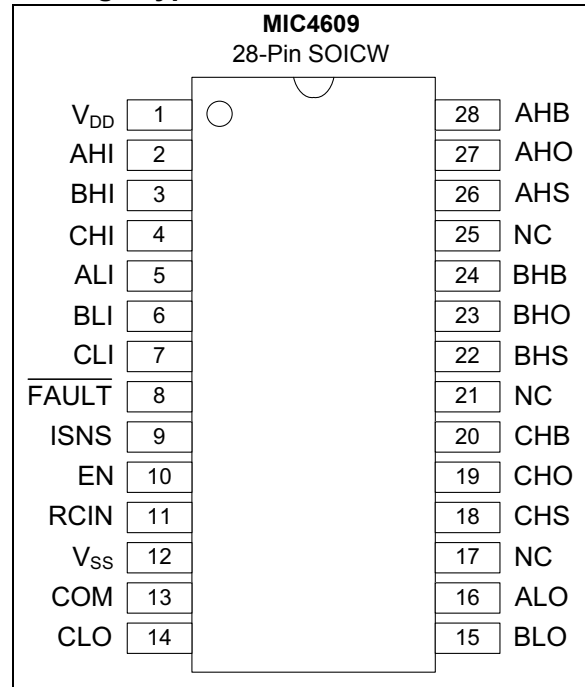 MIC4609
28-Pin SOICW
V_DD 1 28 AHB
AHI 2 27 AHO
BHI 3 26 AHS
CHI 4 25 NC
ALI 5 24 BHB
BLI 6 23 BHO
CLI 7 22 BHS
FAULT 8 21 NC
ISNS 9 20 CHB
EN 10 19 CHO
RCIN 11 18 CHS
V_SS 12 17 NC
COM 13 16 ALO
CLO 14 15 BLO